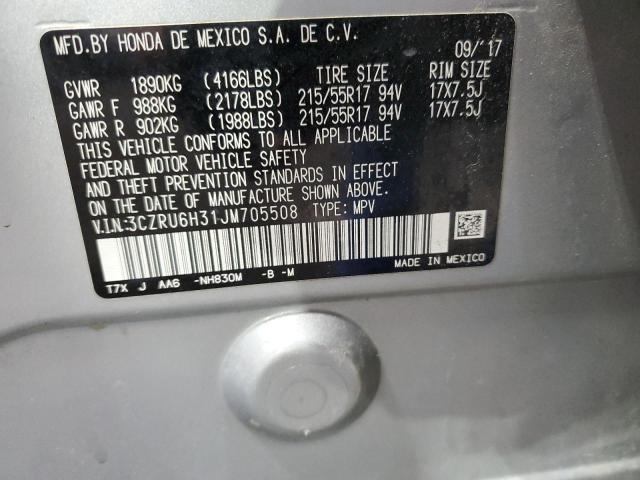 MFD.BY HONDA DE MEXICO S.A. DE C.V. 09/'17
GVWR 1890KG (4166LBS) TIRE SIZE RIM SIZE
GAWR F 988KG (2178LBS) 215/55R17 94V 17X7.5J
GAWR R 902KG (1988LBS) 215/55R17 94V 17X7.5J
THIS VEHICLE CONFORMS TO ALL APPLICABLE
FEDERAL MOTOR VEHICLE SAFETY
AND THEFT PREVENTION STANDARDS IN EFFECT
ON THE DATE OF MANUFACTURE SHOWN ABOVE.
V.I.N:3CZRU6H31JM705508 TYPE: MPV
T7X J AA6 -NH830M -B -M MADE IN MEXICO